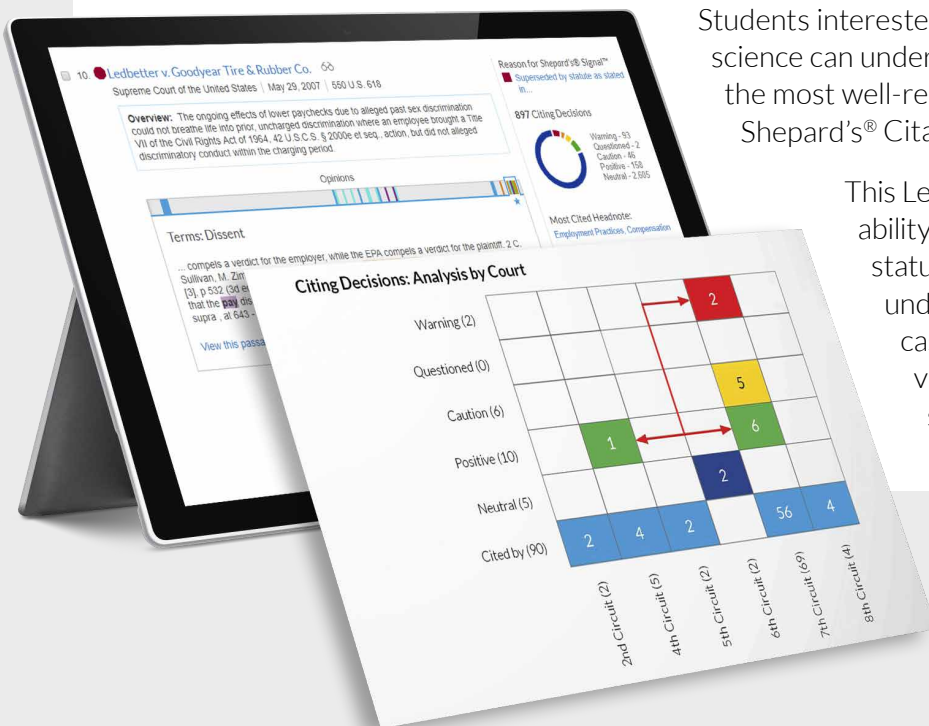 Students intereste
science can under
the most well-re
Shepard's® Cita
This Le
ability
statu
und
ca
v
s
10. Ledbetter v. Goodyear Tire & Rubber Co.
Supreme Court of the United States | May 29, 2007 | 550 U.S. 618
Overview: The ongoing effects of lower paychecks due to alleged past sex discrimination
could not breathe life into prior, uncharged discrimination where an employee brought a Title
VII of the Civil Rights Act of 1964, 42 U.S.C.S. § 2000e et seq., action, but did not alleged
discriminatory conduct within the charging period.
Opinions
Terms: Dissent
... compels a verdict for the employer, while the EPA compels a verdict for the plaintiff. 2 C.
Sullivan, M. Zim
[3], p 532 (3d ed
that the pay dis
supra , at 643 -
View this passa
Reason for Shepard's® Signal™
Superseded by statute as stated
in...
897 Citing Decisions
Warning - 93
Questioned - 2
Caution - 46
Positive - 158
Neutral - 2,605
Most Cited Headnote:
Employment Practices, Compensation
Citing Decisions: Analysis by Court
Warning (2)
2
Questioned (0)
5
Caution (6)
1
6
Positive (10)
2
Neutral (5)
Cited by (90)
2
4
2
56
4
2nd Circuit (2)
4th Circuit (5)
5th Circuit (2)
6th Circuit (2)
7th Circuit (69)
8th Circuit (4)